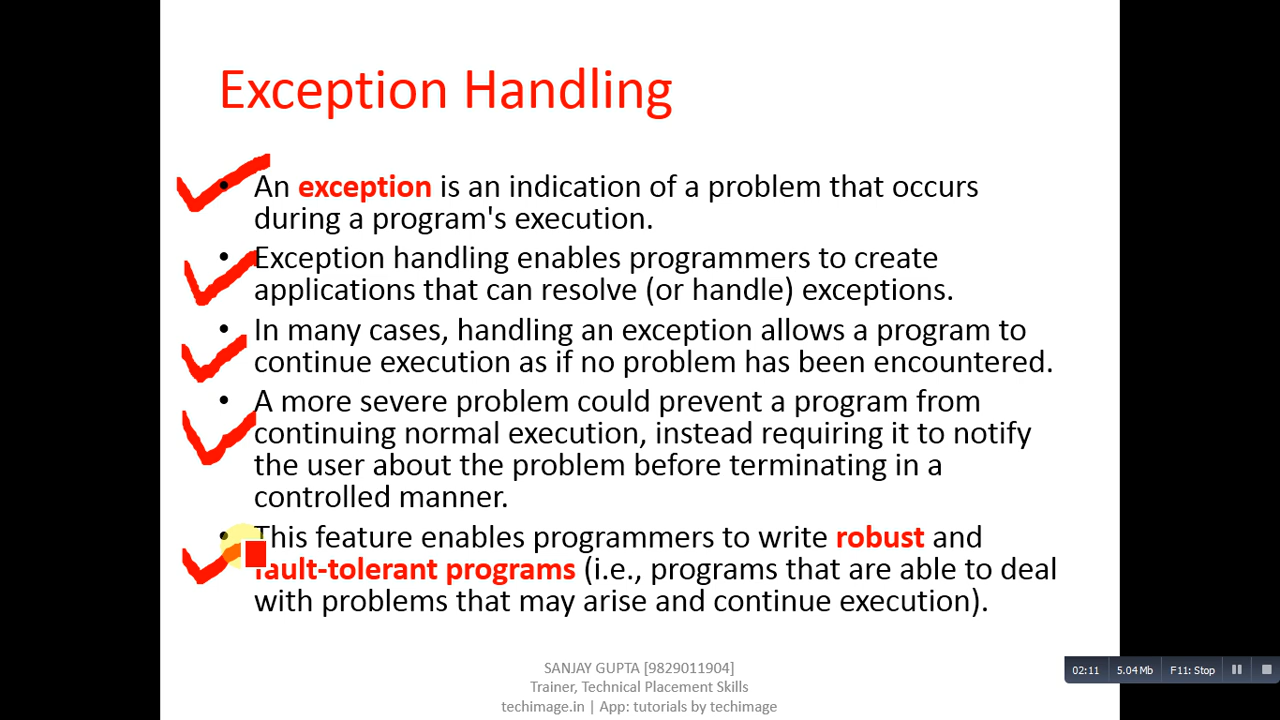 Exception Handling
• An exception is an indication of a problem that occurs
during a program's execution.
• Exception handling enables programmers to create
applications that can resolve (or handle) exceptions.
• In many cases, handling an exception allows a program to
continue execution as if no problem has been encountered.
• A more severe problem could prevent a program from
continuing normal execution, instead requiring it to notify
the user about the problem before terminating in a
controlled manner.
• This feature enables programmers to write robust and
fault-tolerant programs (i.e., programs that are able to deal
with problems that may arise and continue execution).
SANJAY GUPTA [9829011904]
Trainer, Technical Placement Skills
techimage.in | App: tutorials by techimage
02:11 5.04 Mb F11: Stop